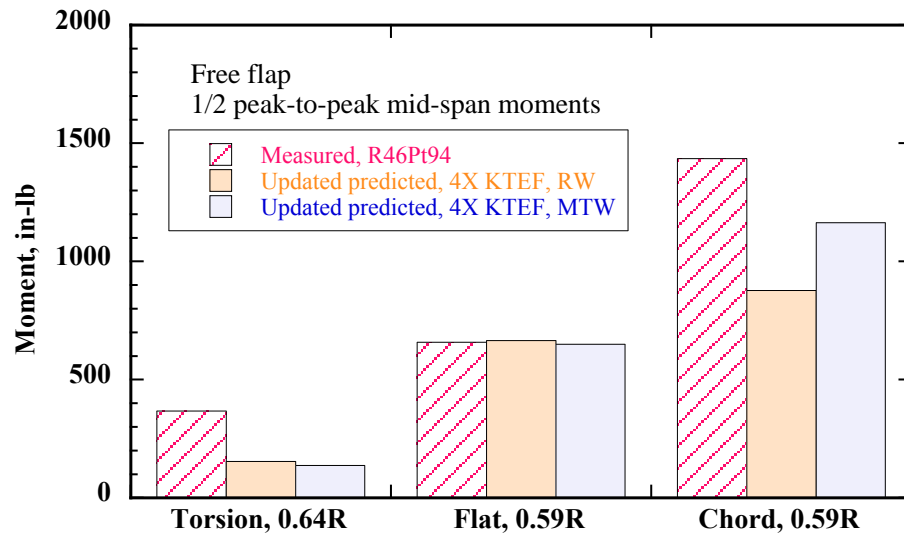 2000
1500
1000
500
0
Moment, in-lb
Free flap
1/2 peak-to-peak mid-span moments
Measured, R46Pt94
Updated predicted, 4X KTEF, RW
Updated predicted, 4X KTEF, MTW
Torsion, 0.64R
Flat, 0.59R
Chord, 0.59R